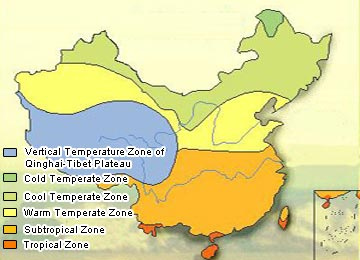 Vertical Temperature Zone of
Qinghai-Tibet Plateau
Cold Temperate Zone
Cool Temperate Zone
Warm Temperate Zone
Subtropical Zone
Tropical Zone